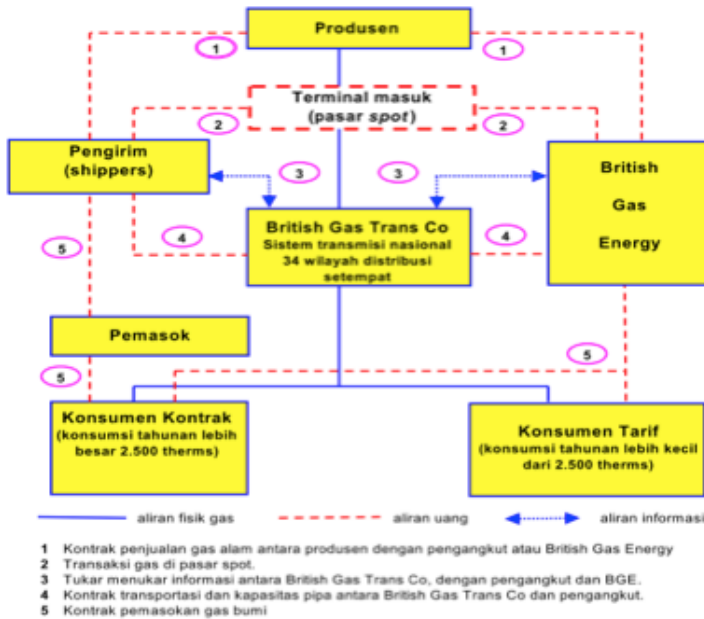 Produsen
1
1
Terminal masuk
(pasar spot)
2
2
Pengirim
(shippers)
3
3
British
Gas
Energy
British Gas Trans Co
Sistem transmisi nasional
34 wilayah distribusi
setempat
4
4
5
Pemasok
5
5
Konsumen Kontrak
(konsumsi tahunan lebih
besar 2.500 therms)
Konsumen Tarif
(konsumsi tahunan lebih kecil
dari 2.500 therms)
aliran fisik gas
aliran uang
aliran informasi
1 Kontrak penjualan gas alam antara produsen dengan pengangkut atau British Gas Energy
2 Transaksi gas di pasar spot.
3 Tukar menukar informasi antara British Gas Trans Co, dengan pengangkut dan BGE.
4 Kontrak transportasi dan kapasitas pipa antara British Gas Trans Co dan pengangkut.
5 Kontrak pemasokan gas bumi